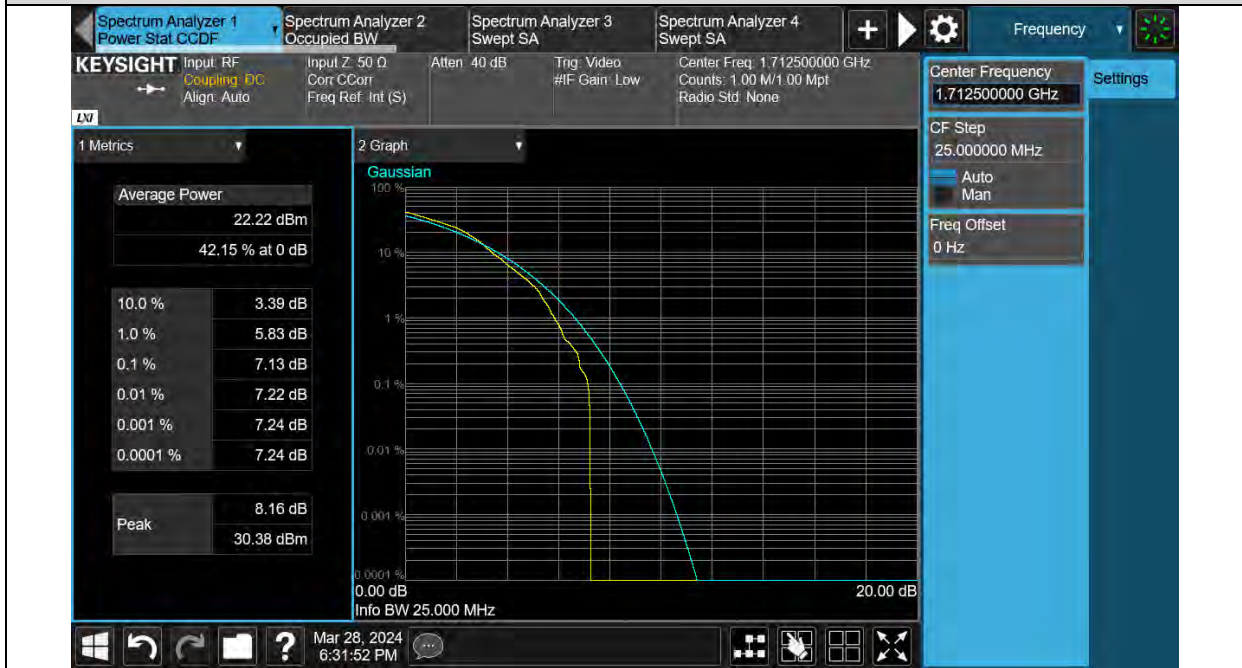 Spectrum Analyzer 1
Power Stat CCDF
Spectrum Analyzer 2
Occupied BW
Spectrum Analyzer 3
Swept SA
Spectrum Analyzer 4
Swept SA
+
Frequency
KEYSIGHT
Input: RF
Coupling: DC
Align: Auto
Input Z: 50 Ω
Corr CCorr
Freq Ref: Int (S)
Atten: 40 dB
Trig: Video
#IF Gain: Low
Center Freq: 1.712500000 GHz
Counts: 1.00 M/1.00 Mpt
Radio Std: None
LXI
Center Frequency
1.712500000 GHz
Settings
CF Step
25.000000 MHz
Auto
Man
Freq Offset
0 Hz
1 Metrics
Average Power
22.22 dBm
42.15 % at 0 dB
10.0 % 3.39 dB
1.0 % 5.83 dB
0.1 % 7.13 dB
0.01 % 7.22 dB
0.001 % 7.24 dB
0.0001 % 7.24 dB
Peak
8.16 dB
30.38 dBm
2 Graph
Gaussian
100 %
10 %
1 %
0.1 %
0.01 %
0.001 %
0.0001 %
0.00 dB 20.00 dB
Info BW 25.000 MHz
?
Mar 28, 2024
6:31:52 PM